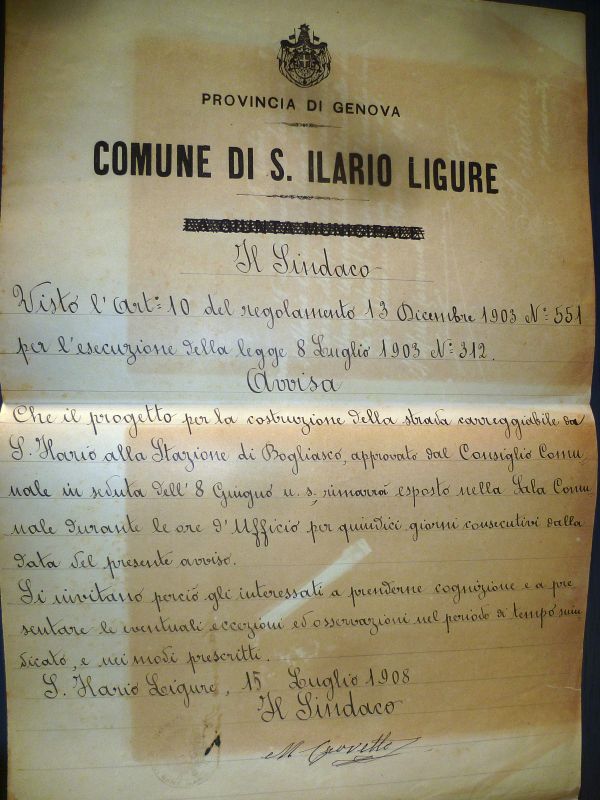 PROVINCIA DI GENOVA
COMUNE DI S. ILARIO LIGURE
LA GIUNTA MUNICIPALE
Il Sindaco
Visto l'Art.º 10 del regolamento 13 Dicembre 1903 N.º 551
per l'esecuzione della legge 8 Luglio 1903 N.º 312.
Avvisa
Che il progetto per la costruzione della strada carreggiabile da
S. Ilario alla Stazione di Bogliasco, approvato dal Consiglio Comu
nale in seduta dell' 8 Giugno u. s. rimarrà esposto nella Sala Comu
nale durante le ore d'Ufficio per quindici giorni consecutivi dalla
data del presente avviso.
Si invitano perciò gli interessati a prenderne cognizione e a pre
sentare le eventuali eccezioni ed osservazioni nel periodo di tempo suin
dicato, e nei modi prescritti.
S. Ilario Ligure, 15 Luglio 1908
Il Sindaco